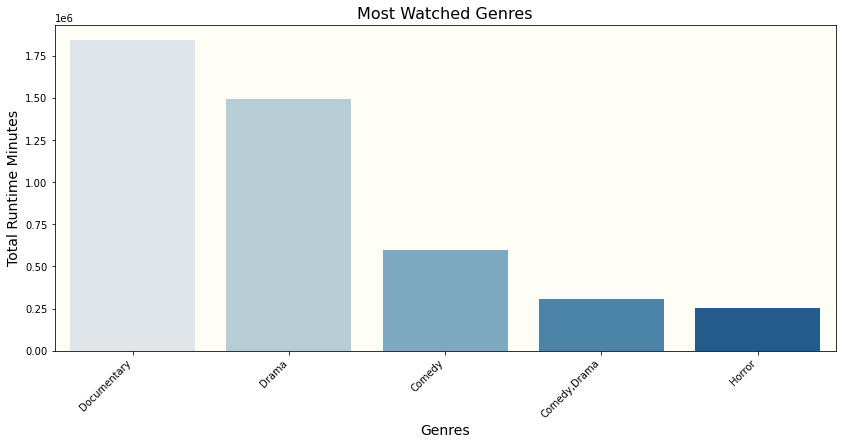 Most Watched Genres
1e6
Total Runtime Minutes
1.75
1.50
1.25
1.00
0.75
0.50
0.25
0.00
Documentary
Drama
Comedy
Comedy,Drama
Horror
Genres